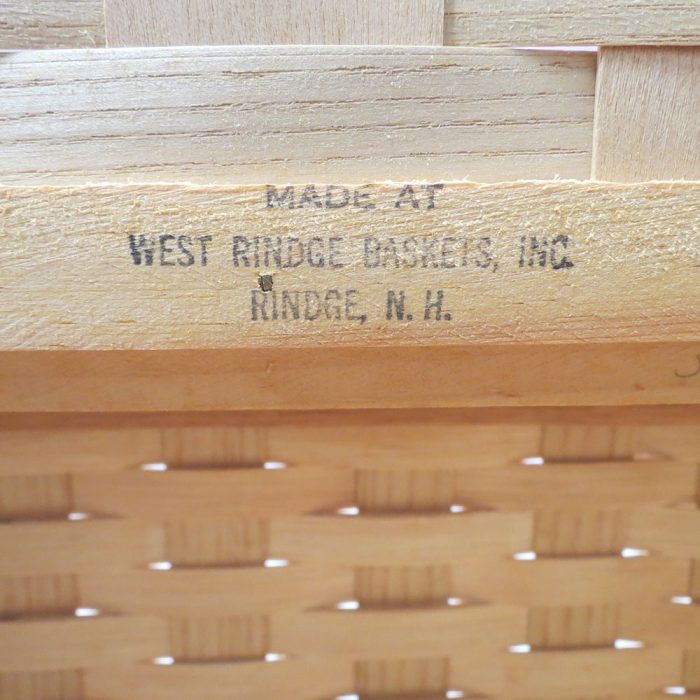 MADE AT
WEST RINDGE BASKETS, INC.
RINDGE, N. H.